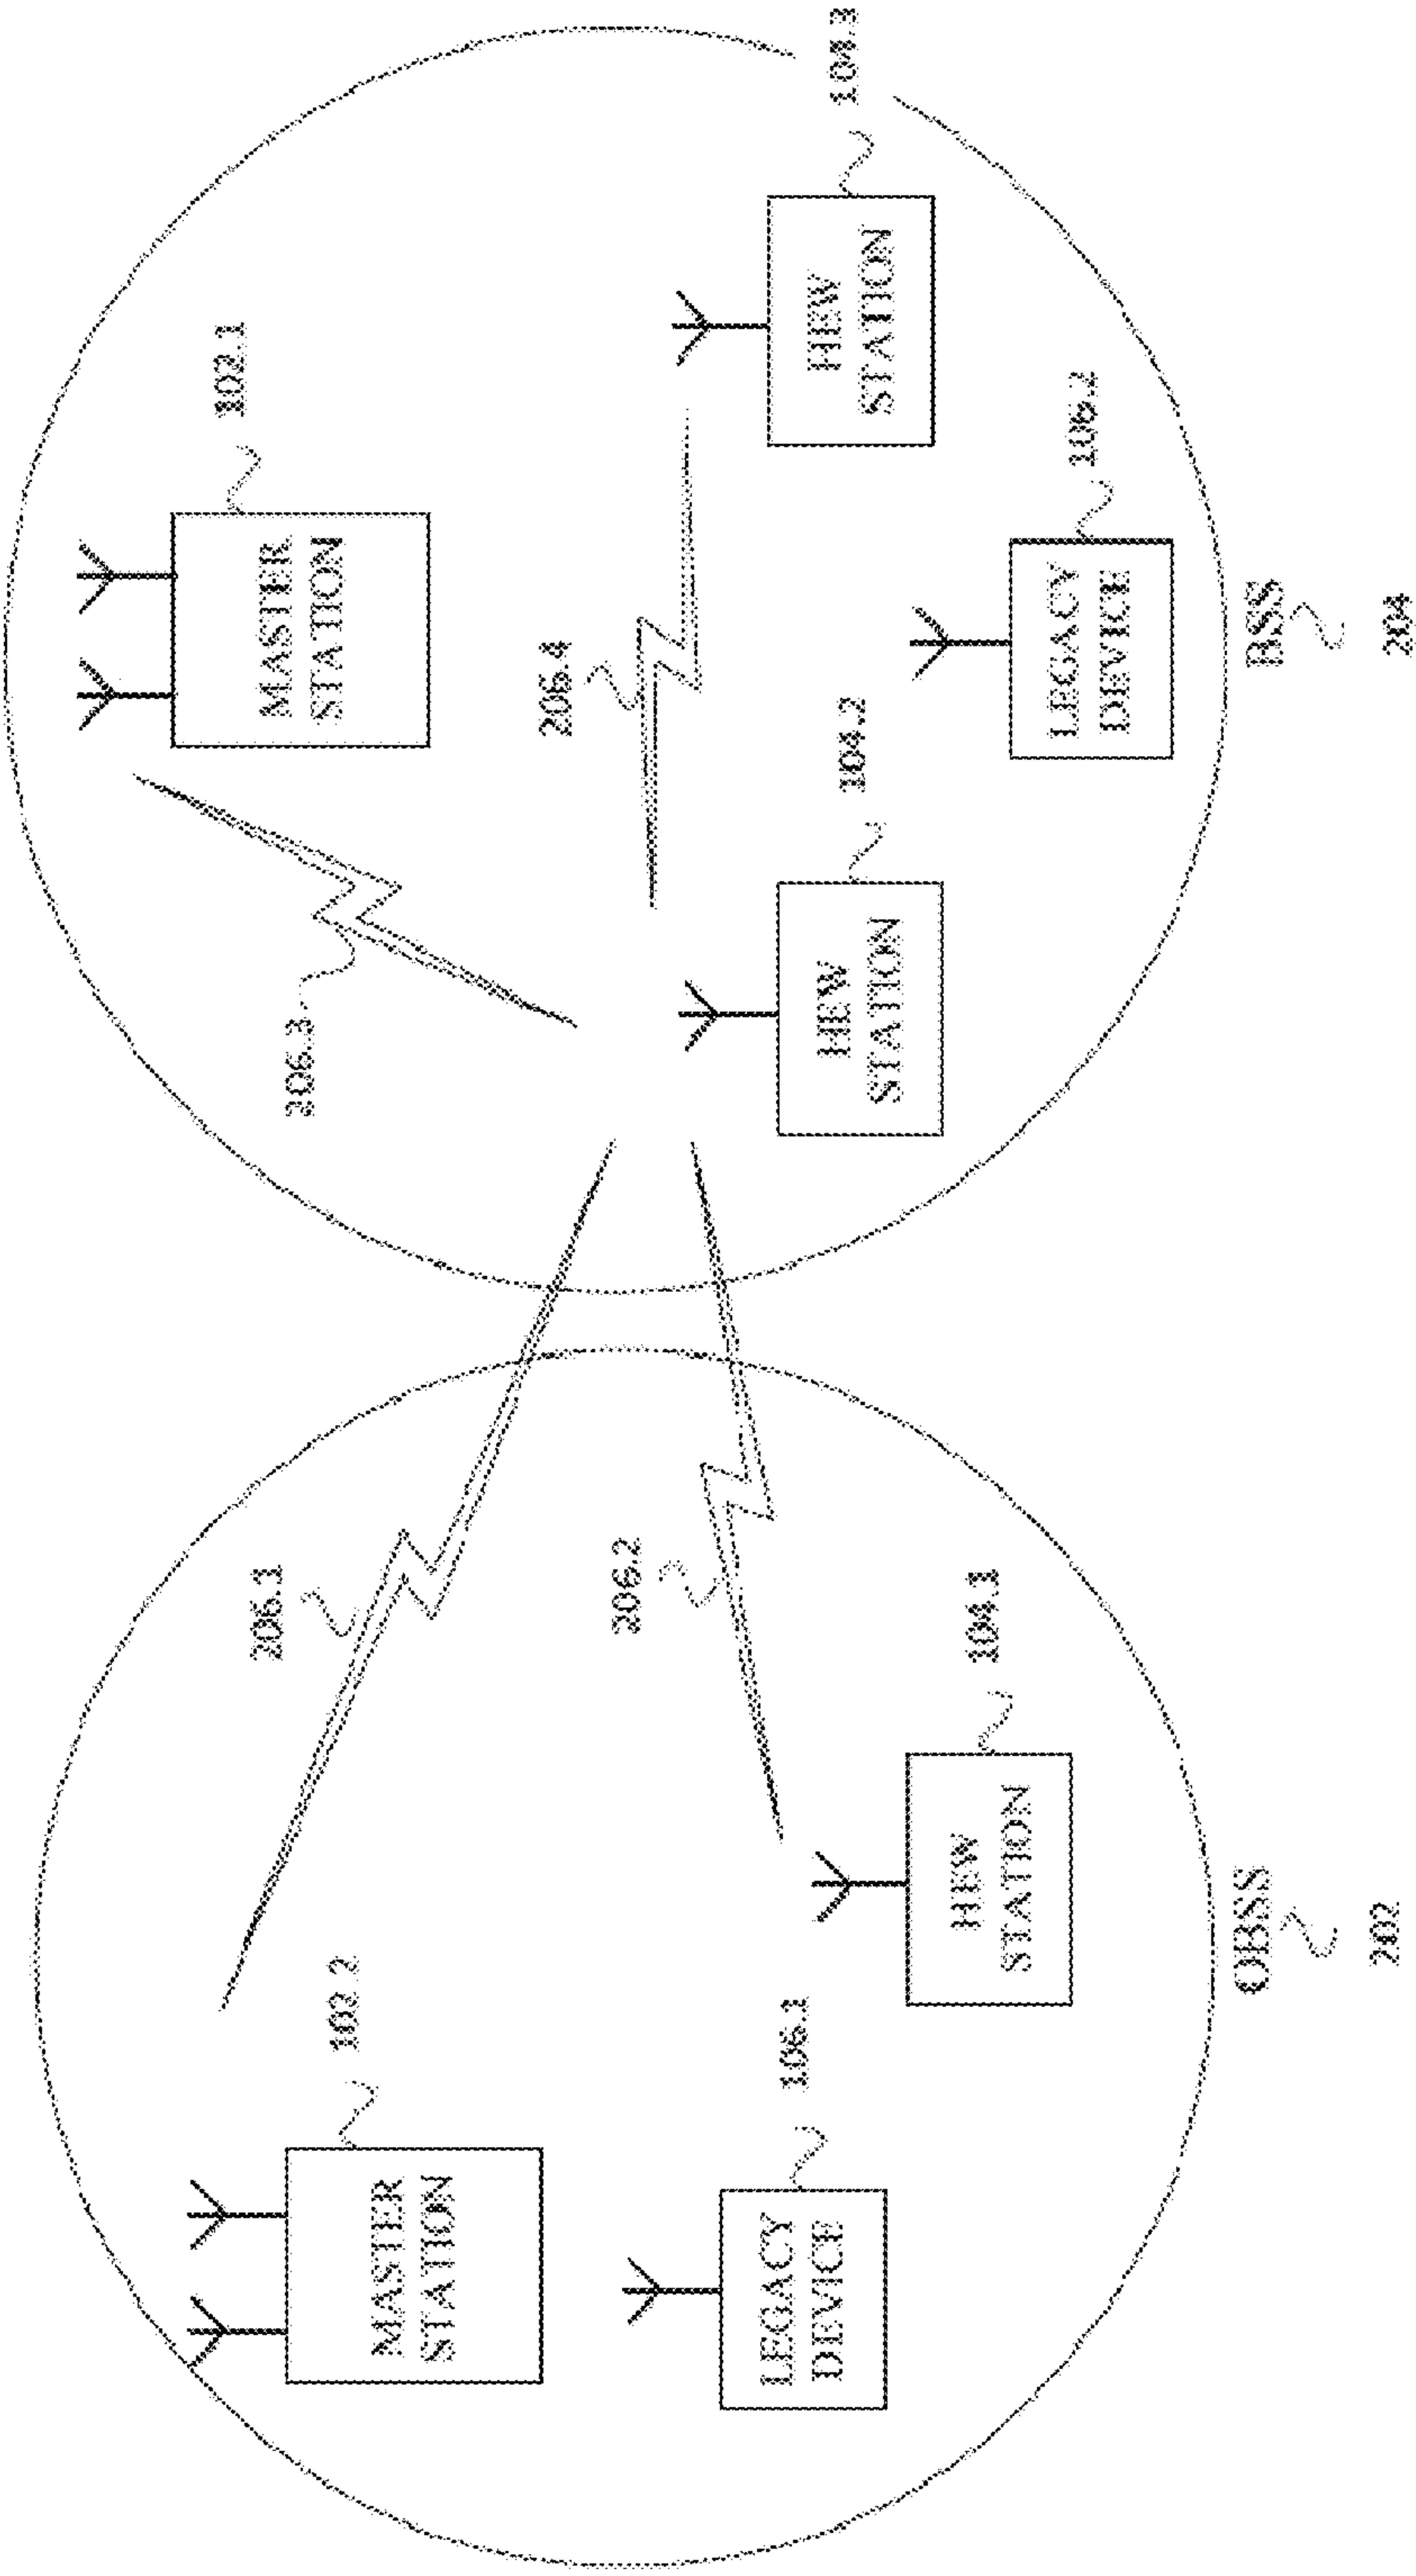 MASTER
STATION
102.2
LEGACY
DEVICE
106.1
HEW
STATION
104.1
206.1
206.2
OBSS
202
MASTER
STATION
102.1
206.3
206.4
HEW
STATION
104.2
HEW
STATION
104.3
LEGACY
DEVICE
106.2
BSS
204